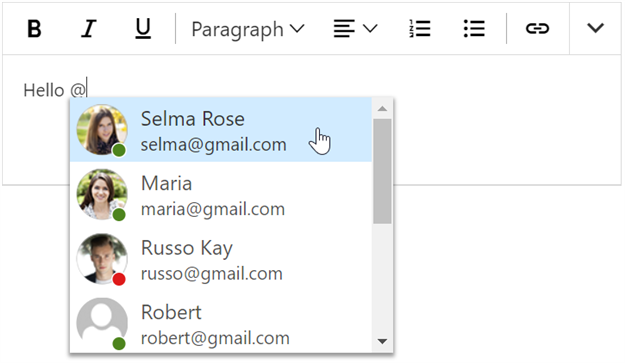 B I U Paragraph
Hello @
Selma Rose
selma@gmail.com
Maria
maria@gmail.com
Russo Kay
russo@gmail.com
Robert
robert@gmail.com